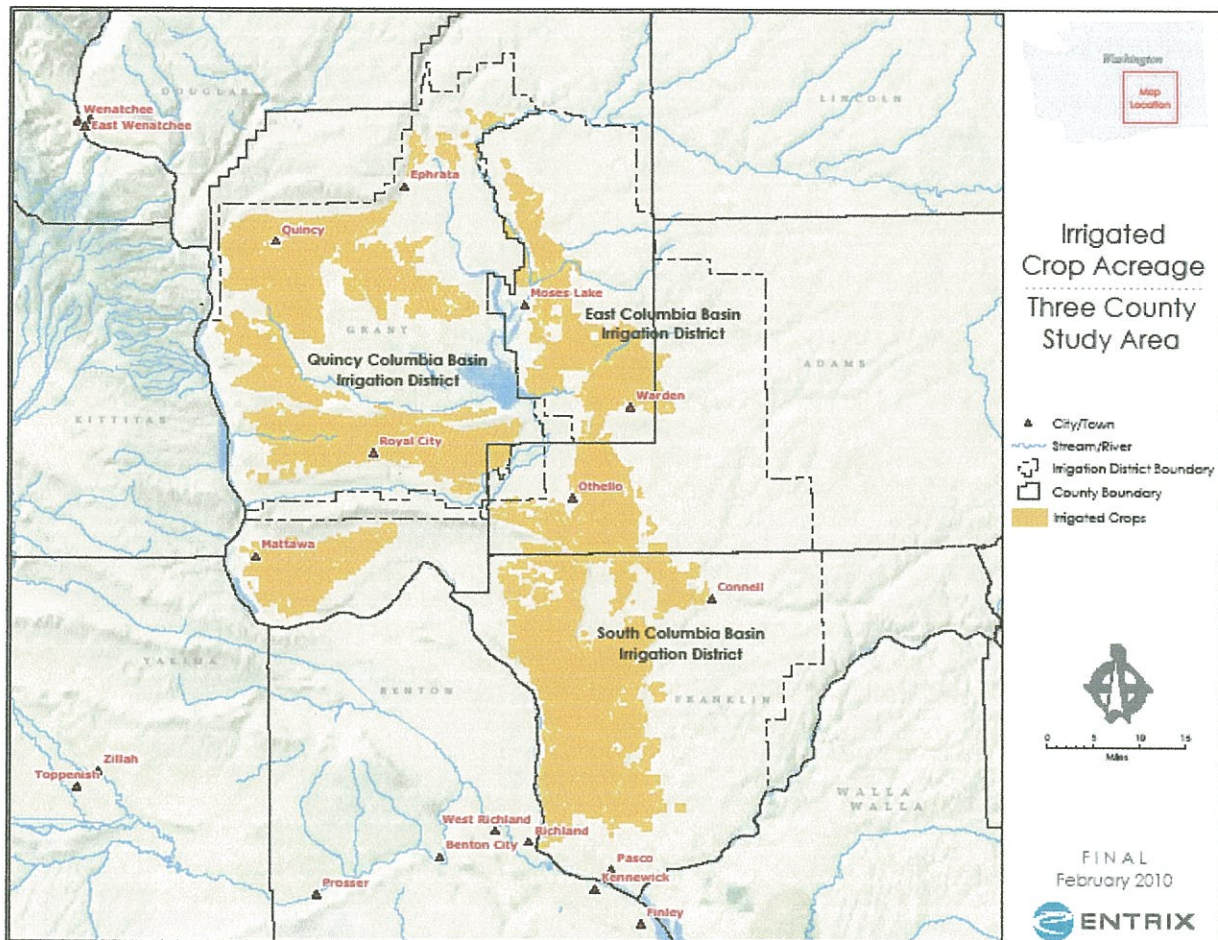 DOUGLAS
LINCOLN
Wenatchee
East Wenatchee
Ephrata
Quincy
Moses Lake
East Columbia Basin
Irrigation District
GRANT
Quincy Columbia Basin
Irrigation District
ADAMS
Warden
KITTITAS
Royal City
Othello
Mattawa
Connell
South Columbia Basin
Irrigation District
YAKIMA
BENTON
FRANKLIN
Zillah
Toppenish
WALLA
WALLA
West Richland
Richland
Benton City
Pasco
Kennewick
Prosser
Finley
Washington
Map
Location
Irrigated
Crop Acreage
Three County
Study Area
City/Town
Stream/River
Irrigation District Boundary
County Boundary
Irrigated Crops
0 5 10 15
Miles
FINAL
February 2010
ENTRIX